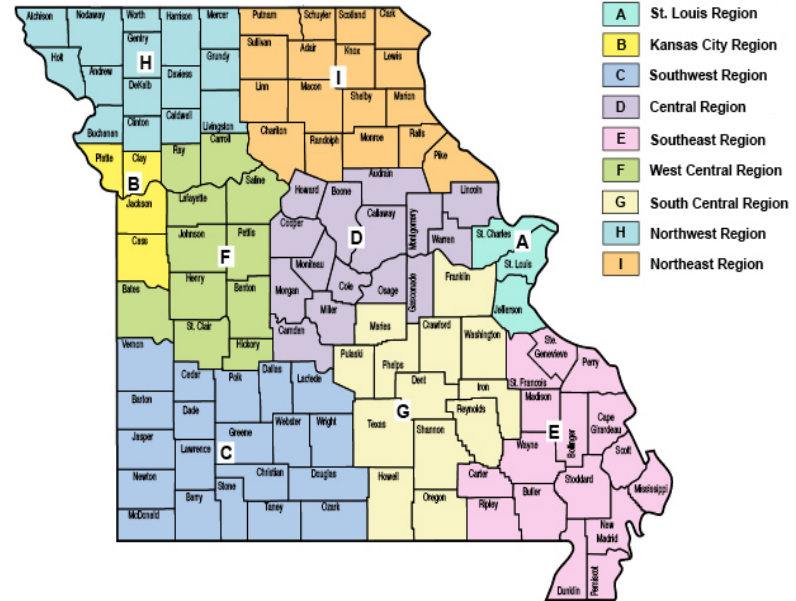 Atchison
Nodaway
Worth
Harrison
Mercer
Putnam
Schuyler
Scotland
Clark
A
St. Louis Region
Gentry
Sullivan
Adair
Knox
Lewis
B
Kansas City Region
Holt
Andrew
H
Daviess
Grundy
C
Southwest Region
DeKalb
Linn
Macon
I
Shelby
Marion
D
Central Region
Buchanan
Clinton
Caldwell
Livingston
Chariton
Randolph
Monroe
Ralls
E
Southeast Region
Platte
Clay
Ray
Carroll
Pike
F
West Central Region
B
Saline
Audrain
Howard
Boone
Lincoln
G
South Central Region
Jackson
Lafayette
Callaway
Cooper
Montgomery
H
Northwest Region
Cass
Johnson
Pettis
D
Warren
St. Charles
A
I
Northeast Region
F
Moniteau
St. Louis
Bates
Henry
Benton
Morgan
Cole
Osage
Gasconade
Franklin
Miller
Jefferson
St. Clair
Camden
Maries
Crawford
Washington
Vernon
Hickory
Pulaski
Phelps
Ste.
Genevieve
Perry
Cedar
Polk
Dallas
Laclede
Dent
Iron
St. Francois
Barton
Dade
G
Reynolds
Madison
Cape
Girardeau
Jasper
Greene
Webster
Wright
Texas
Shannon
E
Bollinger
Lawrence
C
Wayne
Scott
Newton
Christian
Douglas
Howell
Carter
Stoddard
Mississippi
Stone
Barry
Taney
Ozark
Oregon
Ripley
Butler
McDonald
New
Madrid
Dunklin
Pemiscot